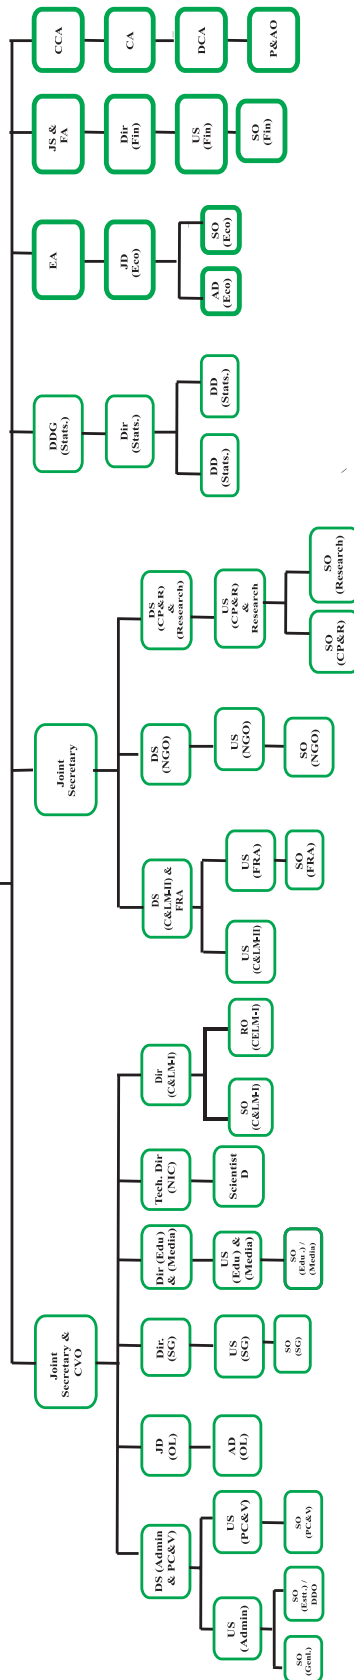 Joint
Secretary &
CVO
Joint
Secretary
DDG
(Stats.)
EA
JS &
FA
CCA
DS (Admin
& PC&V)
JD
(OL)
Dir.
(SG)
Dir (Edu)
& (Media)
Tech. Dir
(NIC)
Dir
(C&LM-I)
DS
(C&LM-II) &
FRA
DS
(NGO)
DS
(CP&R)
&
(Research)
Dir
(Stats.)
JD
(Eco)
Dir
(Fin)
CA
US
(Admin)
US
(PC&V)
AD
(OL)
US
(SG)
US
(Edu) &
(Media)
Scientist
D
SO
(C&LM-I)
RO
(CELM-I)
US
(C&LM-II)
US
(FRA)
US
(NGO)
US
(CP&R)
&
Research
DD
(Stats.)
DD
(Stats.)
AD
(Eco)
SO
(Eco)
US
(Fin)
DCA
SO
(Genl.)
SO
(Estt.) /
DDO
SO
(PC&V)
SO
(SG)
SO
(Edu .) /
(Media)
SO
(FRA)
SO
(NGO)
SO
(CP&R)
SO
(Research)
SO
(Fin)
P&AO